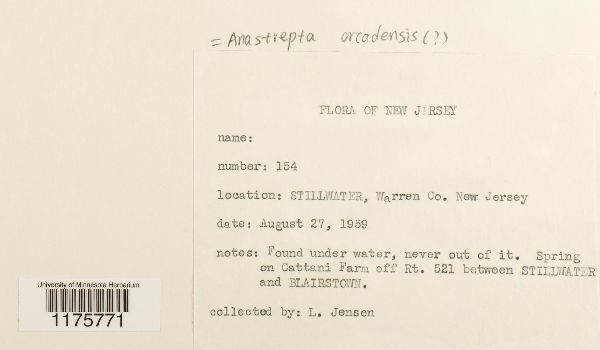 = Anastrepta orcadensis (?)
FLORA OF NEW JERSEY
name:
number: 154
location: STILLWATER, Warren Co. New Jersey
date: August 27, 1959
notes: Found under water, never out of it. Spring
on Cattani Farm off Rt. 521 between STILLWATER
and BLAIRSTOWN.
collected by: L. Jensen
University of Minnesota Herbarium
1175771